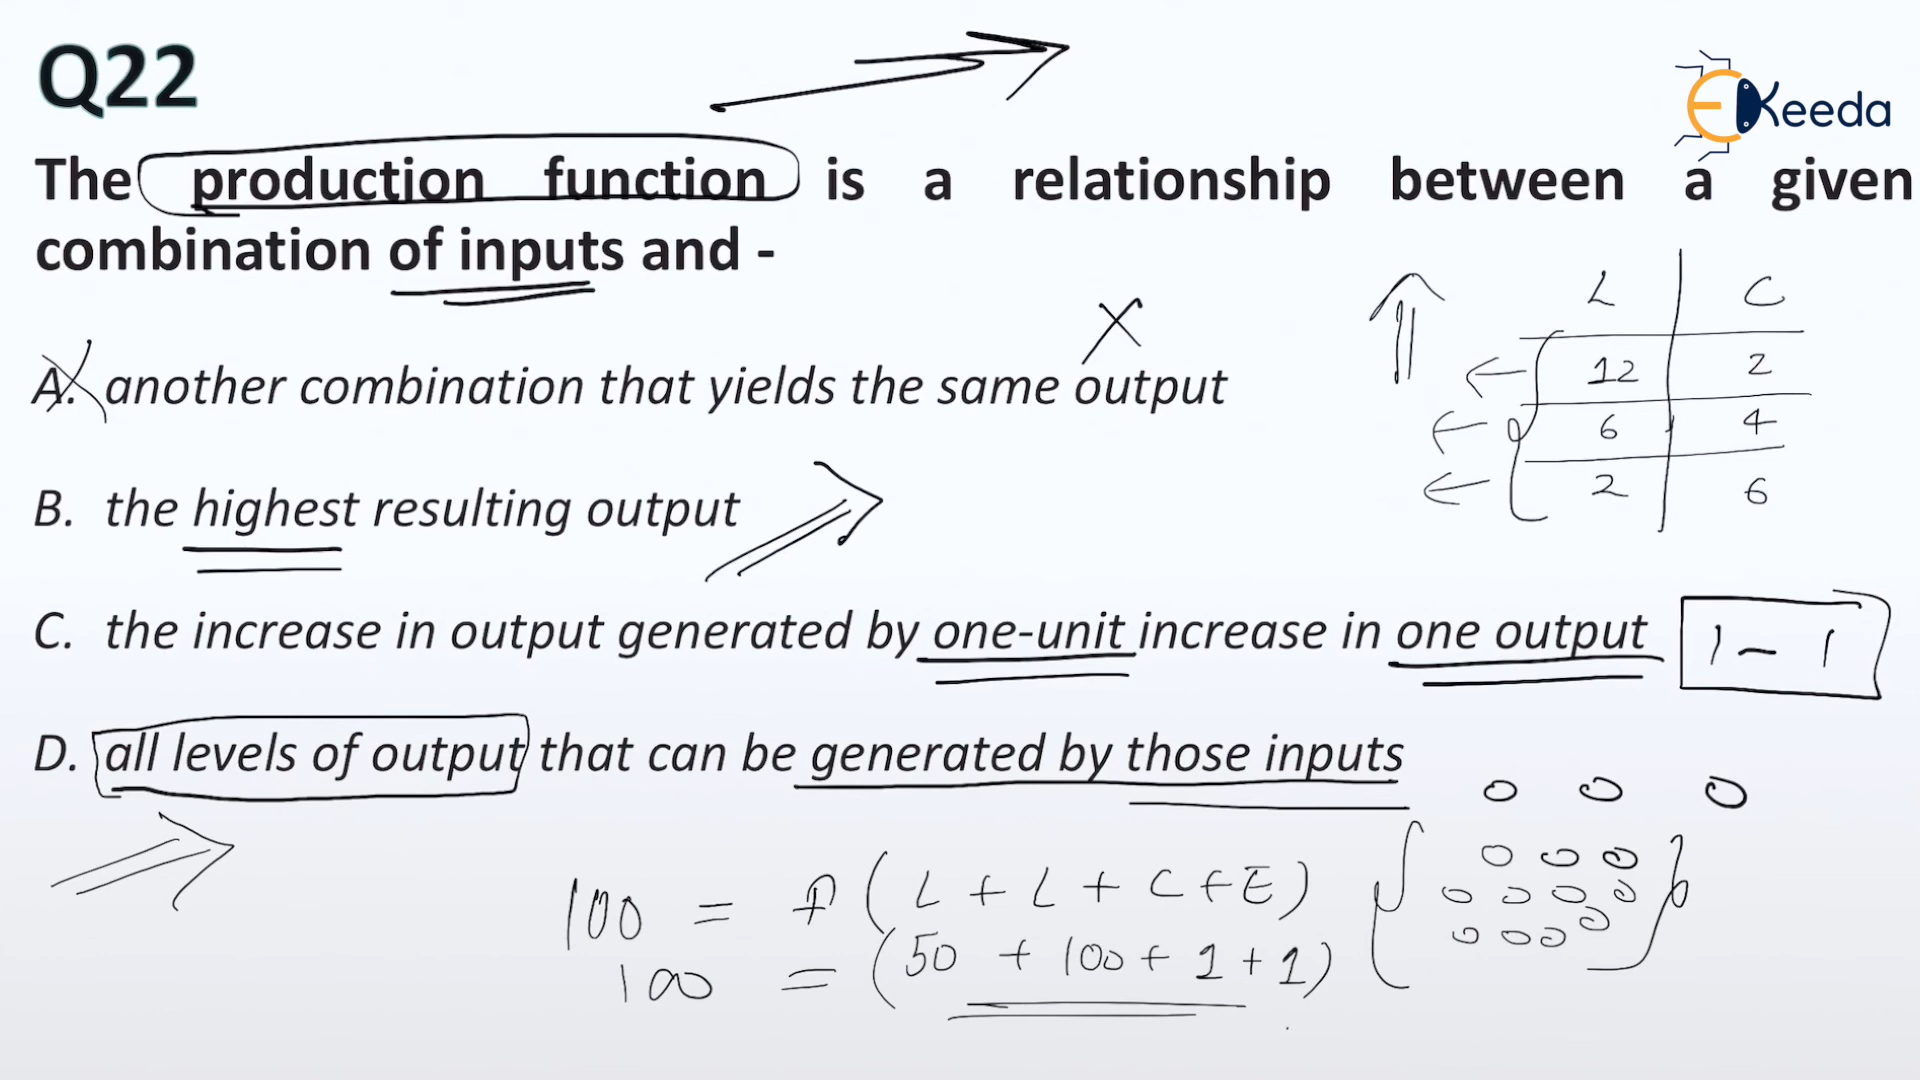 Q22
EKeeda
The production function is a relationship between a given
combination of inputs and -
L C
12 2
6 4
2 6
A. another combination that yields the same output
B. the highest resulting output
C. the increase in output generated by one-unit increase in one output
1 - 1
D. all levels of output that can be generated by those inputs
100 = f (L + L + C + E)
100 = (50 + 100 + 1 + 1)